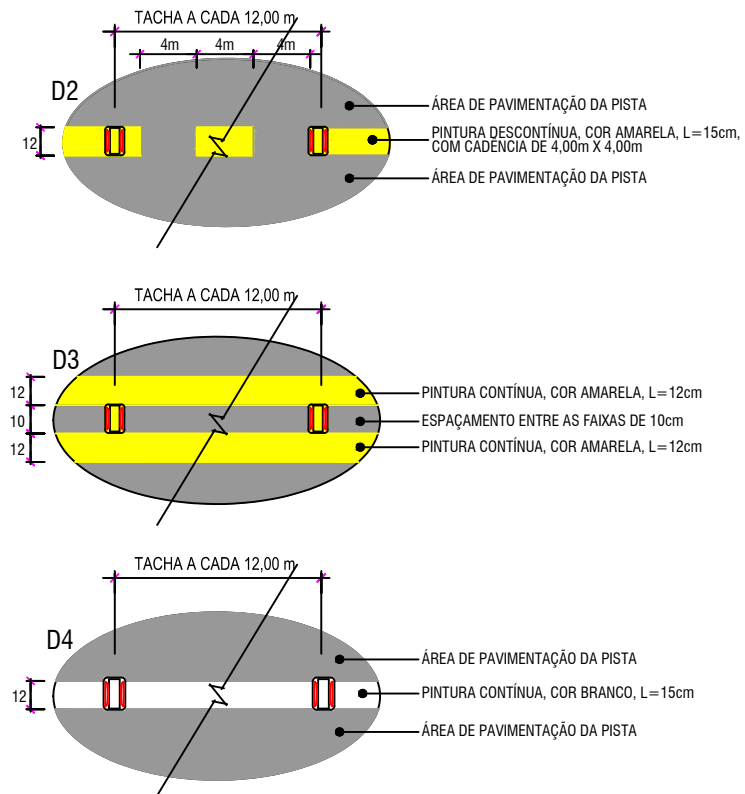 TACHA A CADA 12,00 m
4m 4m 4m
D2
12
ÁREA DE PAVIMENTAÇÃO DA PISTA
PINTURA DESCONTÍNUA, COR AMARELA, L=15cm,
COM CADÊNCIA DE 4,00m X 4,00m
ÁREA DE PAVIMENTAÇÃO DA PISTA
TACHA A CADA 12,00 m
D3
12
10
12
PINTURA CONTÍNUA, COR AMARELA, L=12cm
ESPAÇAMENTO ENTRE AS FAIXAS DE 10cm
PINTURA CONTÍNUA, COR AMARELA, L=12cm
TACHA A CADA 12,00 m
D4
12
ÁREA DE PAVIMENTAÇÃO DA PISTA
PINTURA CONTÍNUA, COR BRANCO, L=15cm
ÁREA DE PAVIMENTAÇÃO DA PISTA